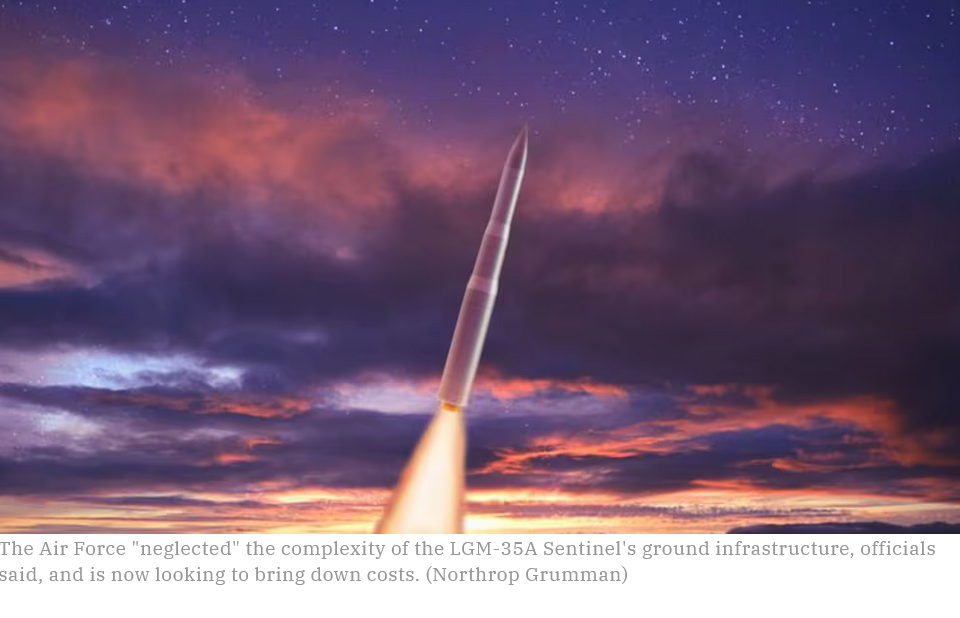 The Air Force "neglected" the complexity of the LGM-35A Sentinel's ground infrastructure, officials
said, and is now looking to bring down costs. (Northrop Grumman)